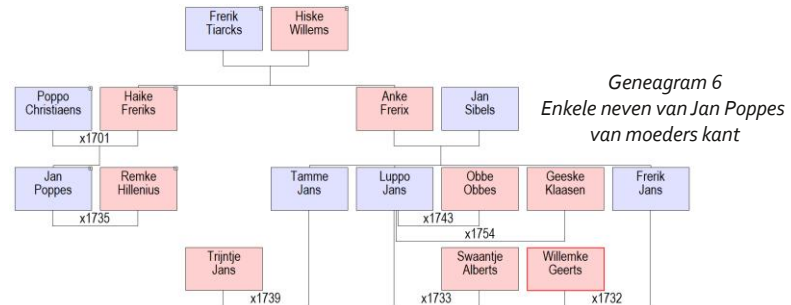 Frerik
Tiarcks
Hiske
Willems
Geneagram 6
Enkele neven van Jan Poppes
van moeders kant
Poppo
Christiaens
Haike
Freriks
Anke
Frerix
Jan
Sibels
x1701
Jan
Poppes
Remke
Hillenius
Tamme
Jans
Luppo
Jans
Obbe
Obbes
Geeske
Klaasen
Frerik
Jans
x1735
x1743
x1754
Trijntje
Jans
Swaantje
Alberts
Willemke
Geerts
x1739
x1733
x1732